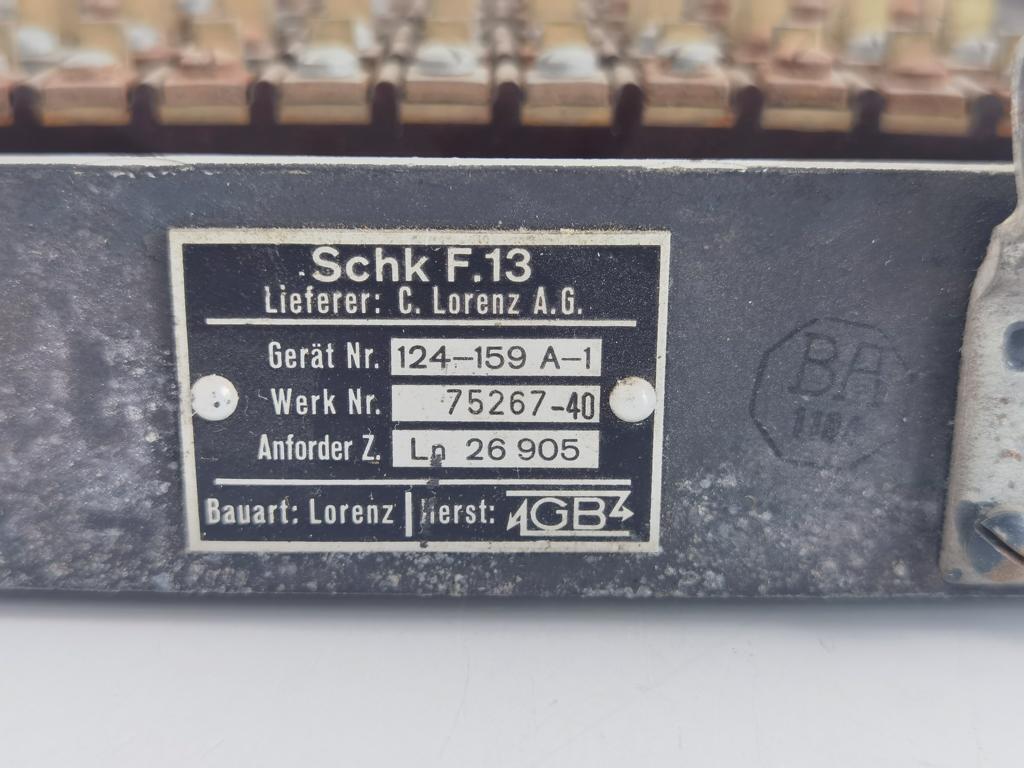 Schk F.13
Lieferer: C. Lorenz A.G.
Gerät Nr. 124-159 A-1
Werk Nr. 75267-40
Anforder Z. Ln 26 905
Bauart: Lorenz Herst: GB
BA